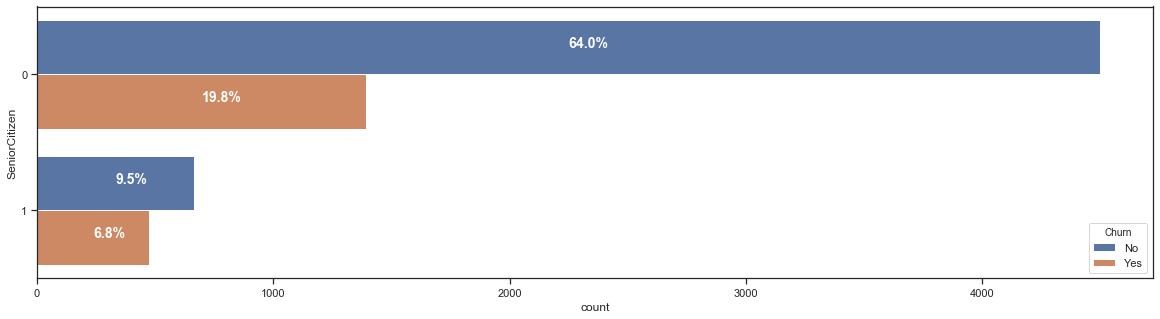 64.0%
0
19.8%
SeniorCitizen
9.5%
1
6.8%
Churn
No
Yes
0 1000 2000 3000 4000
count